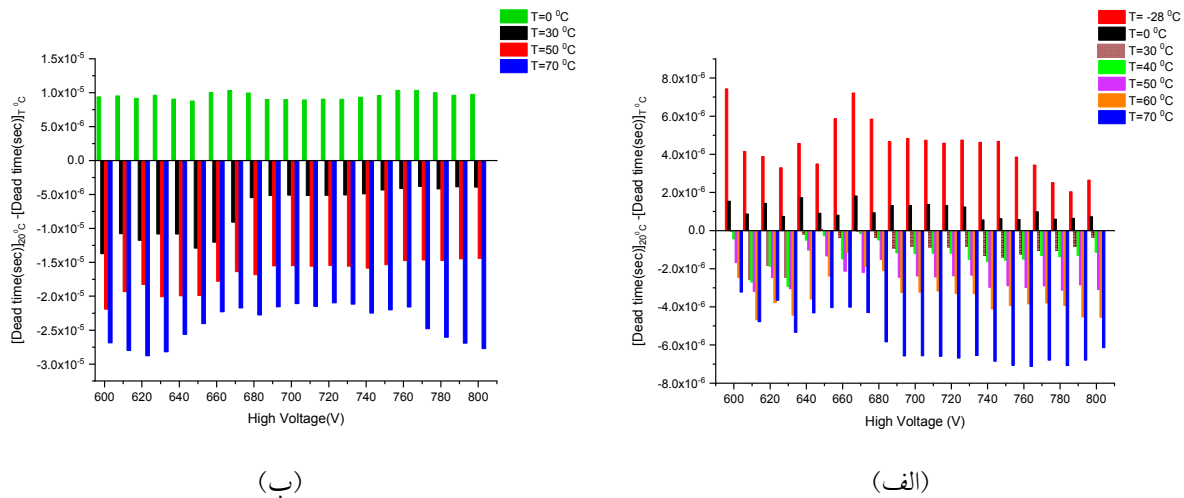 T=0 ⁰C
T=30 ⁰C
T=50 ⁰C
T=70 ⁰C
[Dead time(sec)]20⁰C -[Dead time(sec)]T ⁰C
1.5x10⁻⁵
1.0x10⁻⁵
5.0x10⁻⁶
0.0
-5.0x10⁻⁶
-1.0x10⁻⁵
-1.5x10⁻⁵
-2.0x10⁻⁵
-2.5x10⁻⁵
-3.0x10⁻⁵
600 620 640 660 680 700 720 740 760 780 800
High Voltage(V)
(ب)
T= -28 ⁰C
T=0 ⁰C
T=30 ⁰C
T=40 ⁰C
T=50 ⁰C
T=60 ⁰C
T=70 ⁰C
[Dead time(sec)]20⁰C -[Dead time(sec)]T ⁰C
8.0x10⁻⁶
6.0x10⁻⁶
4.0x10⁻⁶
2.0x10⁻⁶
0.0
-2.0x10⁻⁶
-4.0x10⁻⁶
-6.0x10⁻⁶
-8.0x10⁻⁶
600 620 640 660 680 700 720 740 760 780 800
High Voltage (V)
(الف)